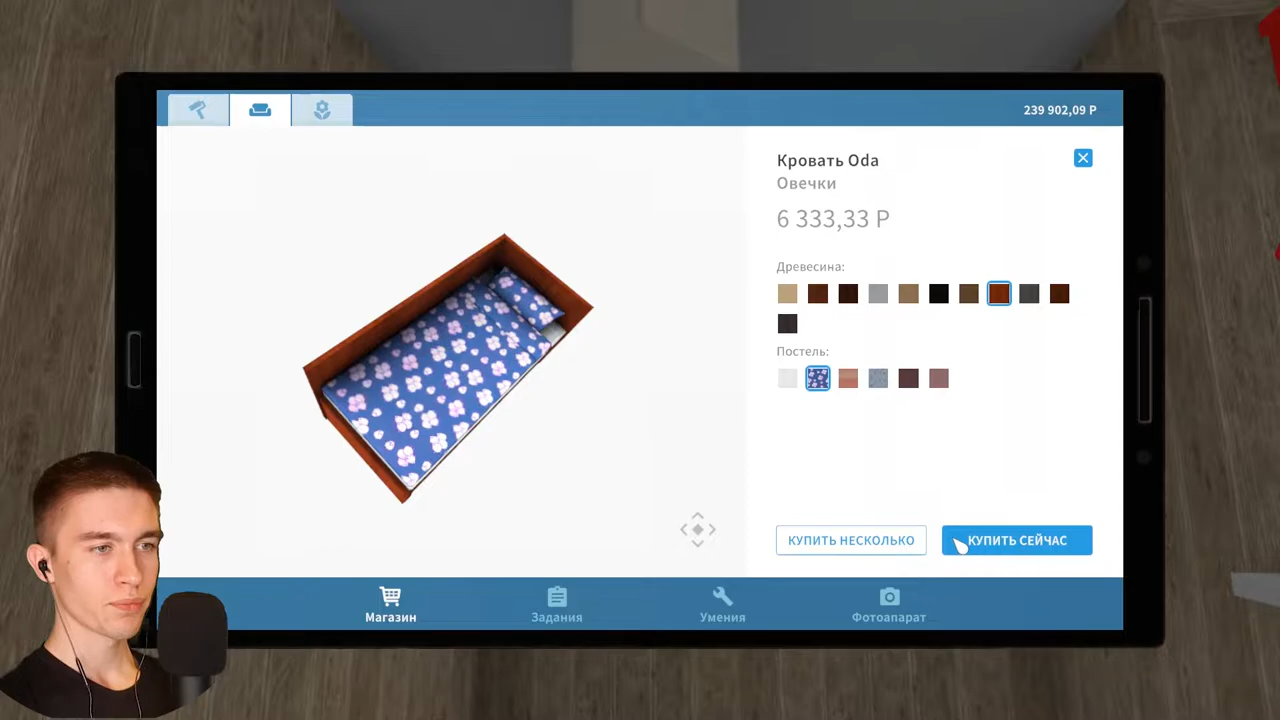 239 902,09 Р
Кровать Oda
Овечки
6 333,33 Р
Древесина:
Постель:
КУПИТЬ НЕСКОЛЬКО
КУПИТЬ СЕЙЧАС
Магазин
Задания
Умения
Фотоапарат